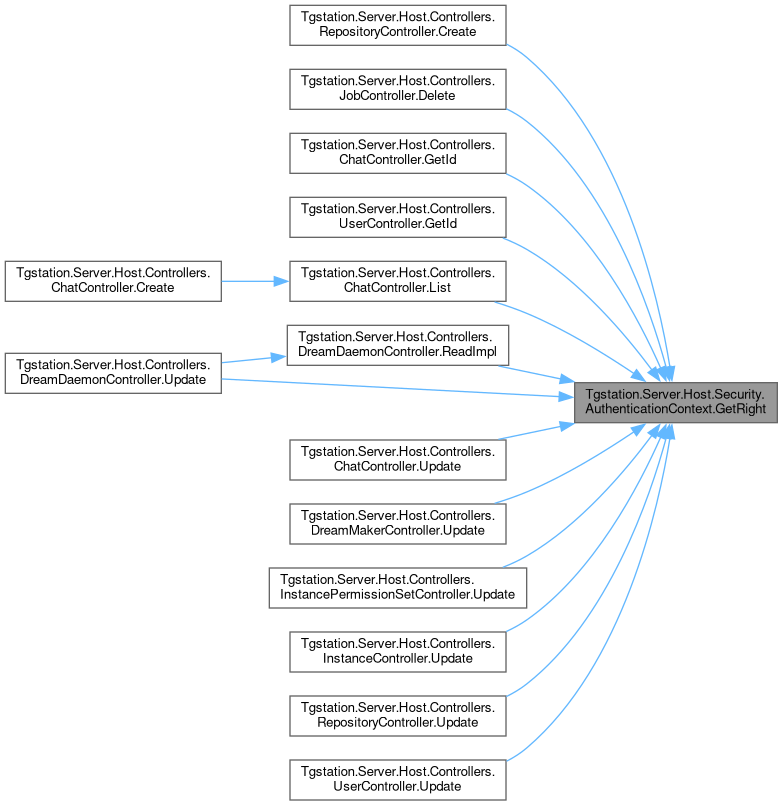 Tgstation.Server.Host.Controllers.
RepositoryController.Create
Tgstation.Server.Host.Controllers.
JobController.Delete
Tgstation.Server.Host.Controllers.
ChatController.GetId
Tgstation.Server.Host.Controllers.
UserController.GetId
Tgstation.Server.Host.Controllers.
ChatController.Create
Tgstation.Server.Host.Controllers.
ChatController.List
Tgstation.Server.Host.Controllers.
DreamDaemonController.ReadImpl
Tgstation.Server.Host.Controllers.
DreamDaemonController.Update
Tgstation.Server.Host.Security.
AuthenticationContext.GetRight
Tgstation.Server.Host.Controllers.
ChatController.Update
Tgstation.Server.Host.Controllers.
DreamMakerController.Update
Tgstation.Server.Host.Controllers.
InstancePermissionSetController.Update
Tgstation.Server.Host.Controllers.
InstanceController.Update
Tgstation.Server.Host.Controllers.
RepositoryController.Update
Tgstation.Server.Host.Controllers.
UserController.Update